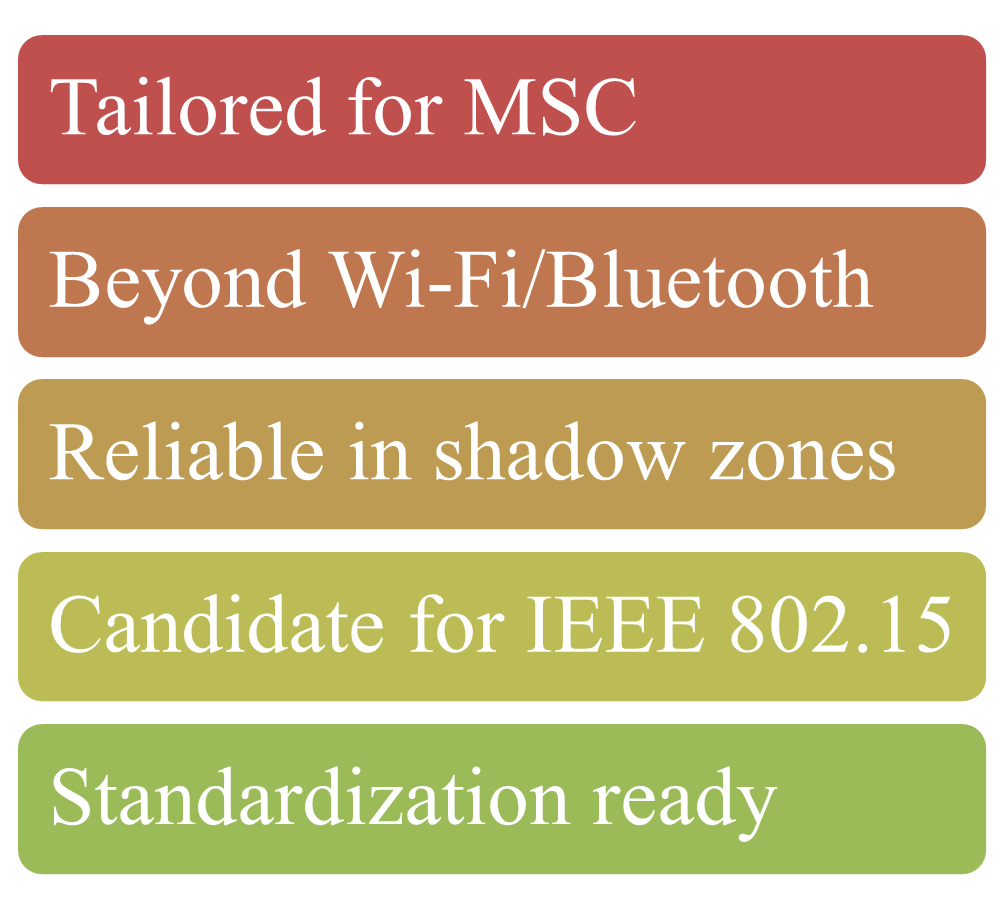 Tailored for MSC
Beyond Wi-Fi/Bluetooth
Reliable in shadow zones
Candidate for IEEE 802.15
Standardization ready